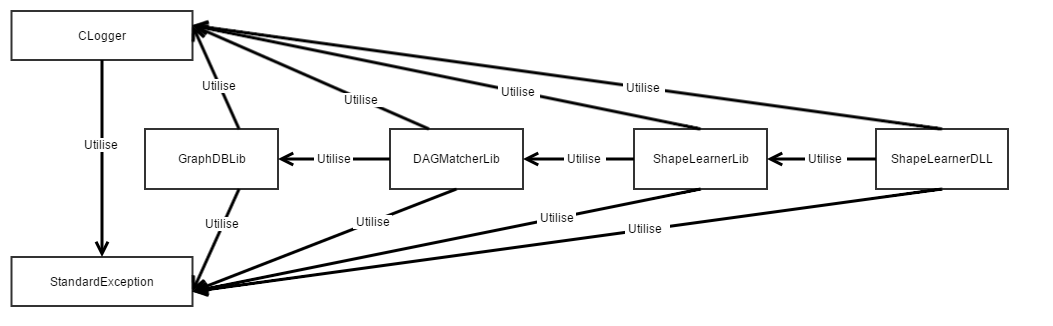 CLogger
Utilise
Utilise
Utilise
Utilise
Utilise
GraphDBLib
Utilise
DAGMatcherLib
Utilise
ShapeLearnerLib
Utilise
ShapeLearnerDLL
Utilise
Utilise
Utilise
Utilise
StandardException